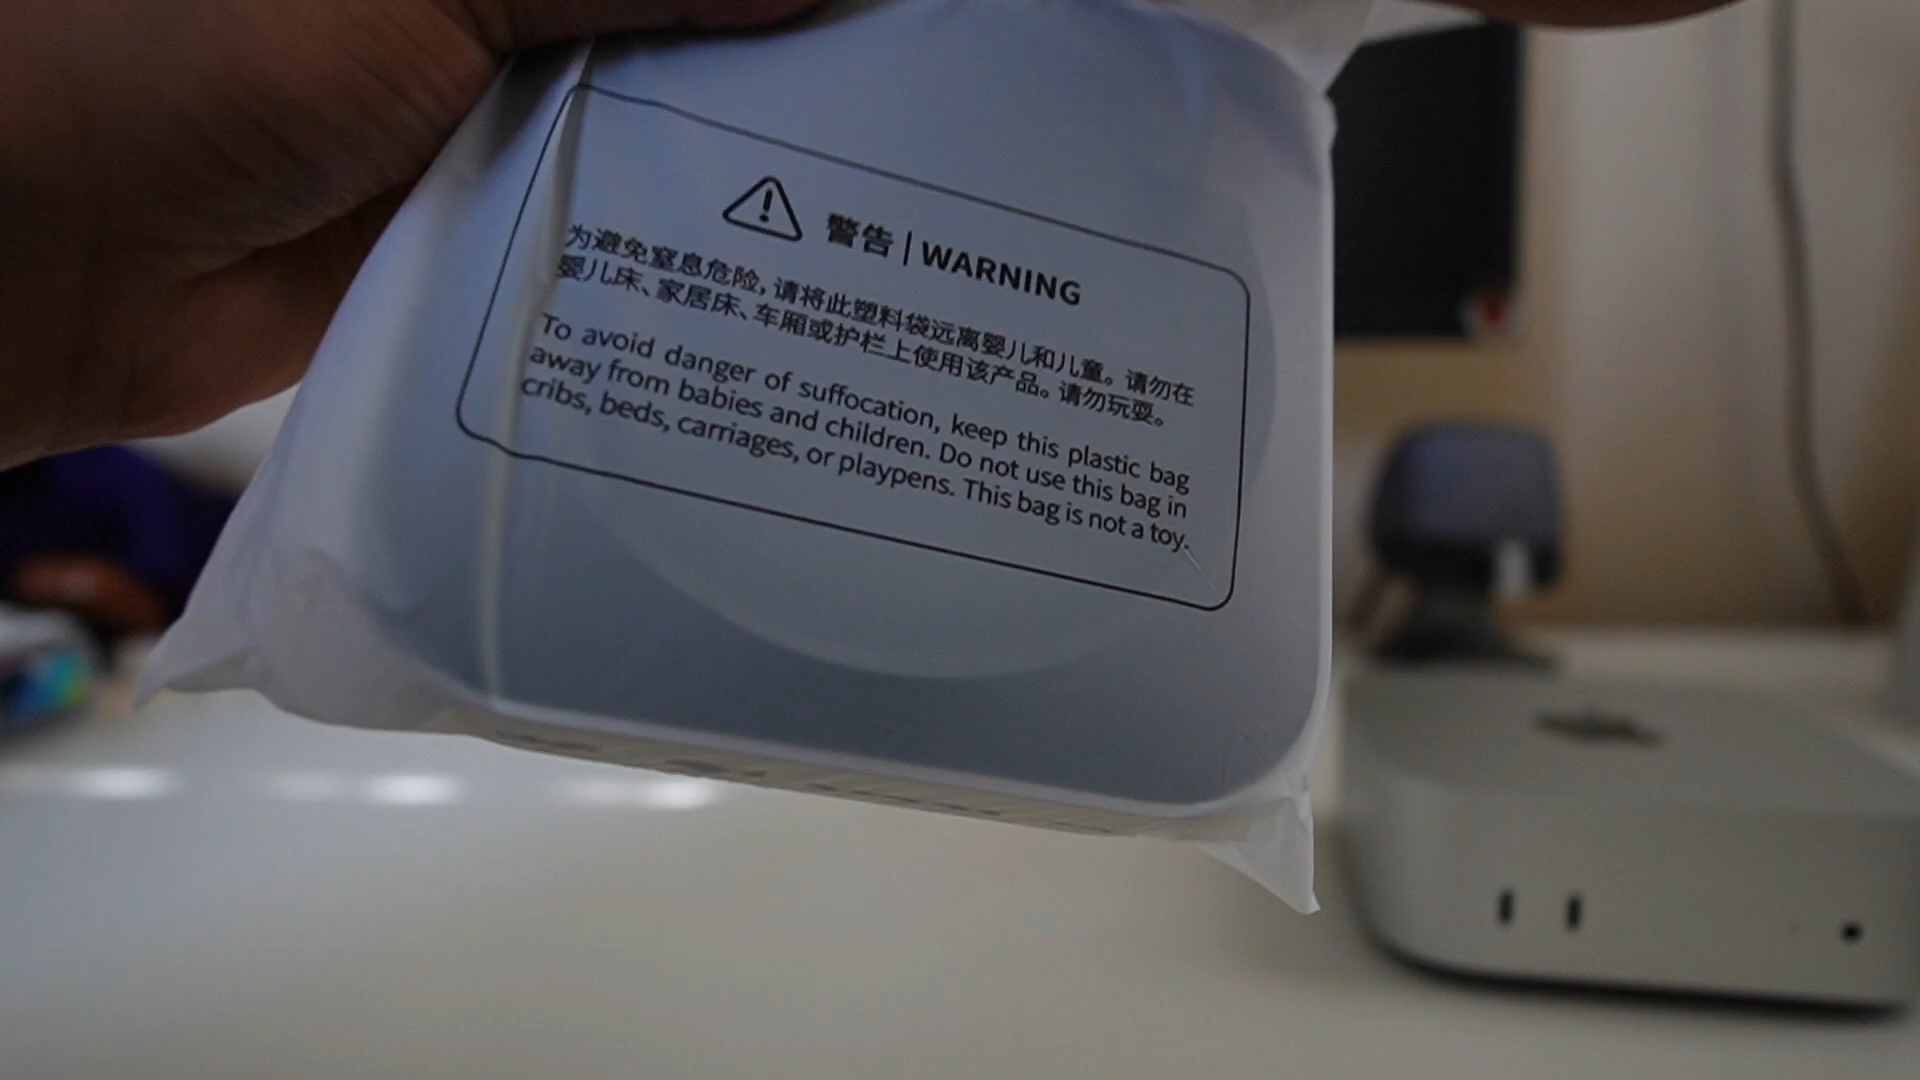 警告 | WARNING
为避免窒息危险,请将此塑料袋远离婴儿和儿童。请勿在
婴儿床、家居床、车厢或护栏上使用该产品。请勿玩耍。
To avoid danger of suffocation, keep this plastic bag
away from babies and children. Do not use this bag in
cribs, beds, carriages, or playpens. This bag is not a toy.